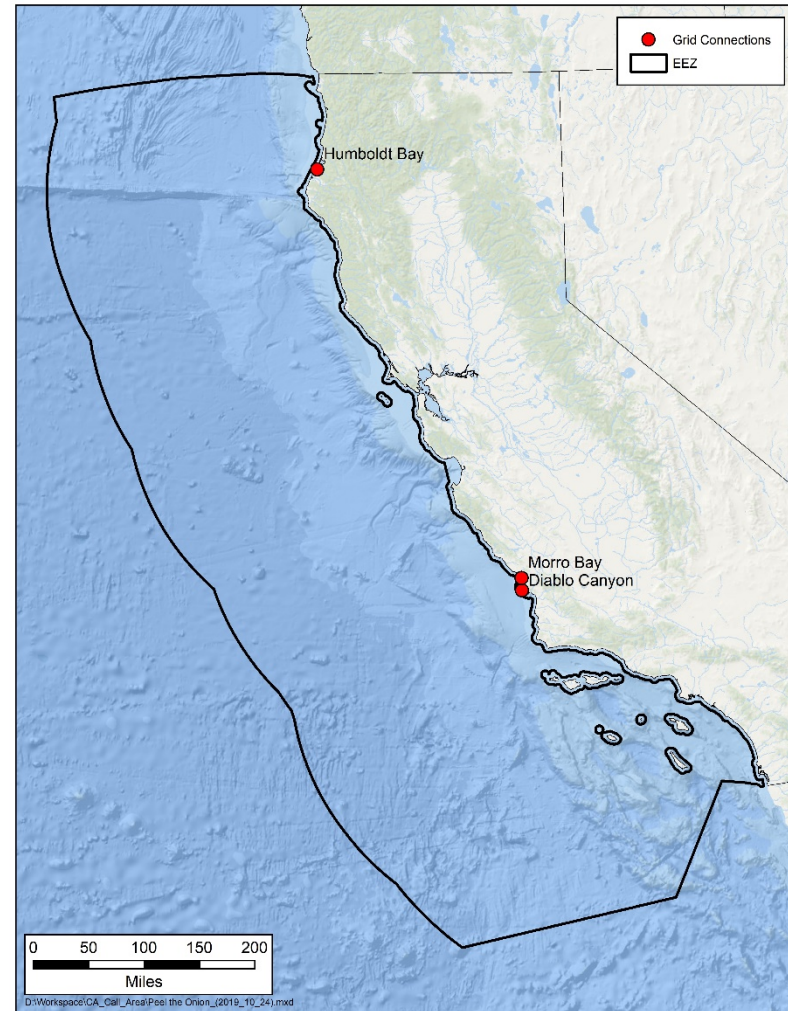 Grid Connections
EEZ
Humboldt Bay
Morro Bay
Diablo Canyon
0 50 100 150 200
Miles
D:\Workspace\CA_Call_Area\Peel the Onion_(2019_10_24).mxd